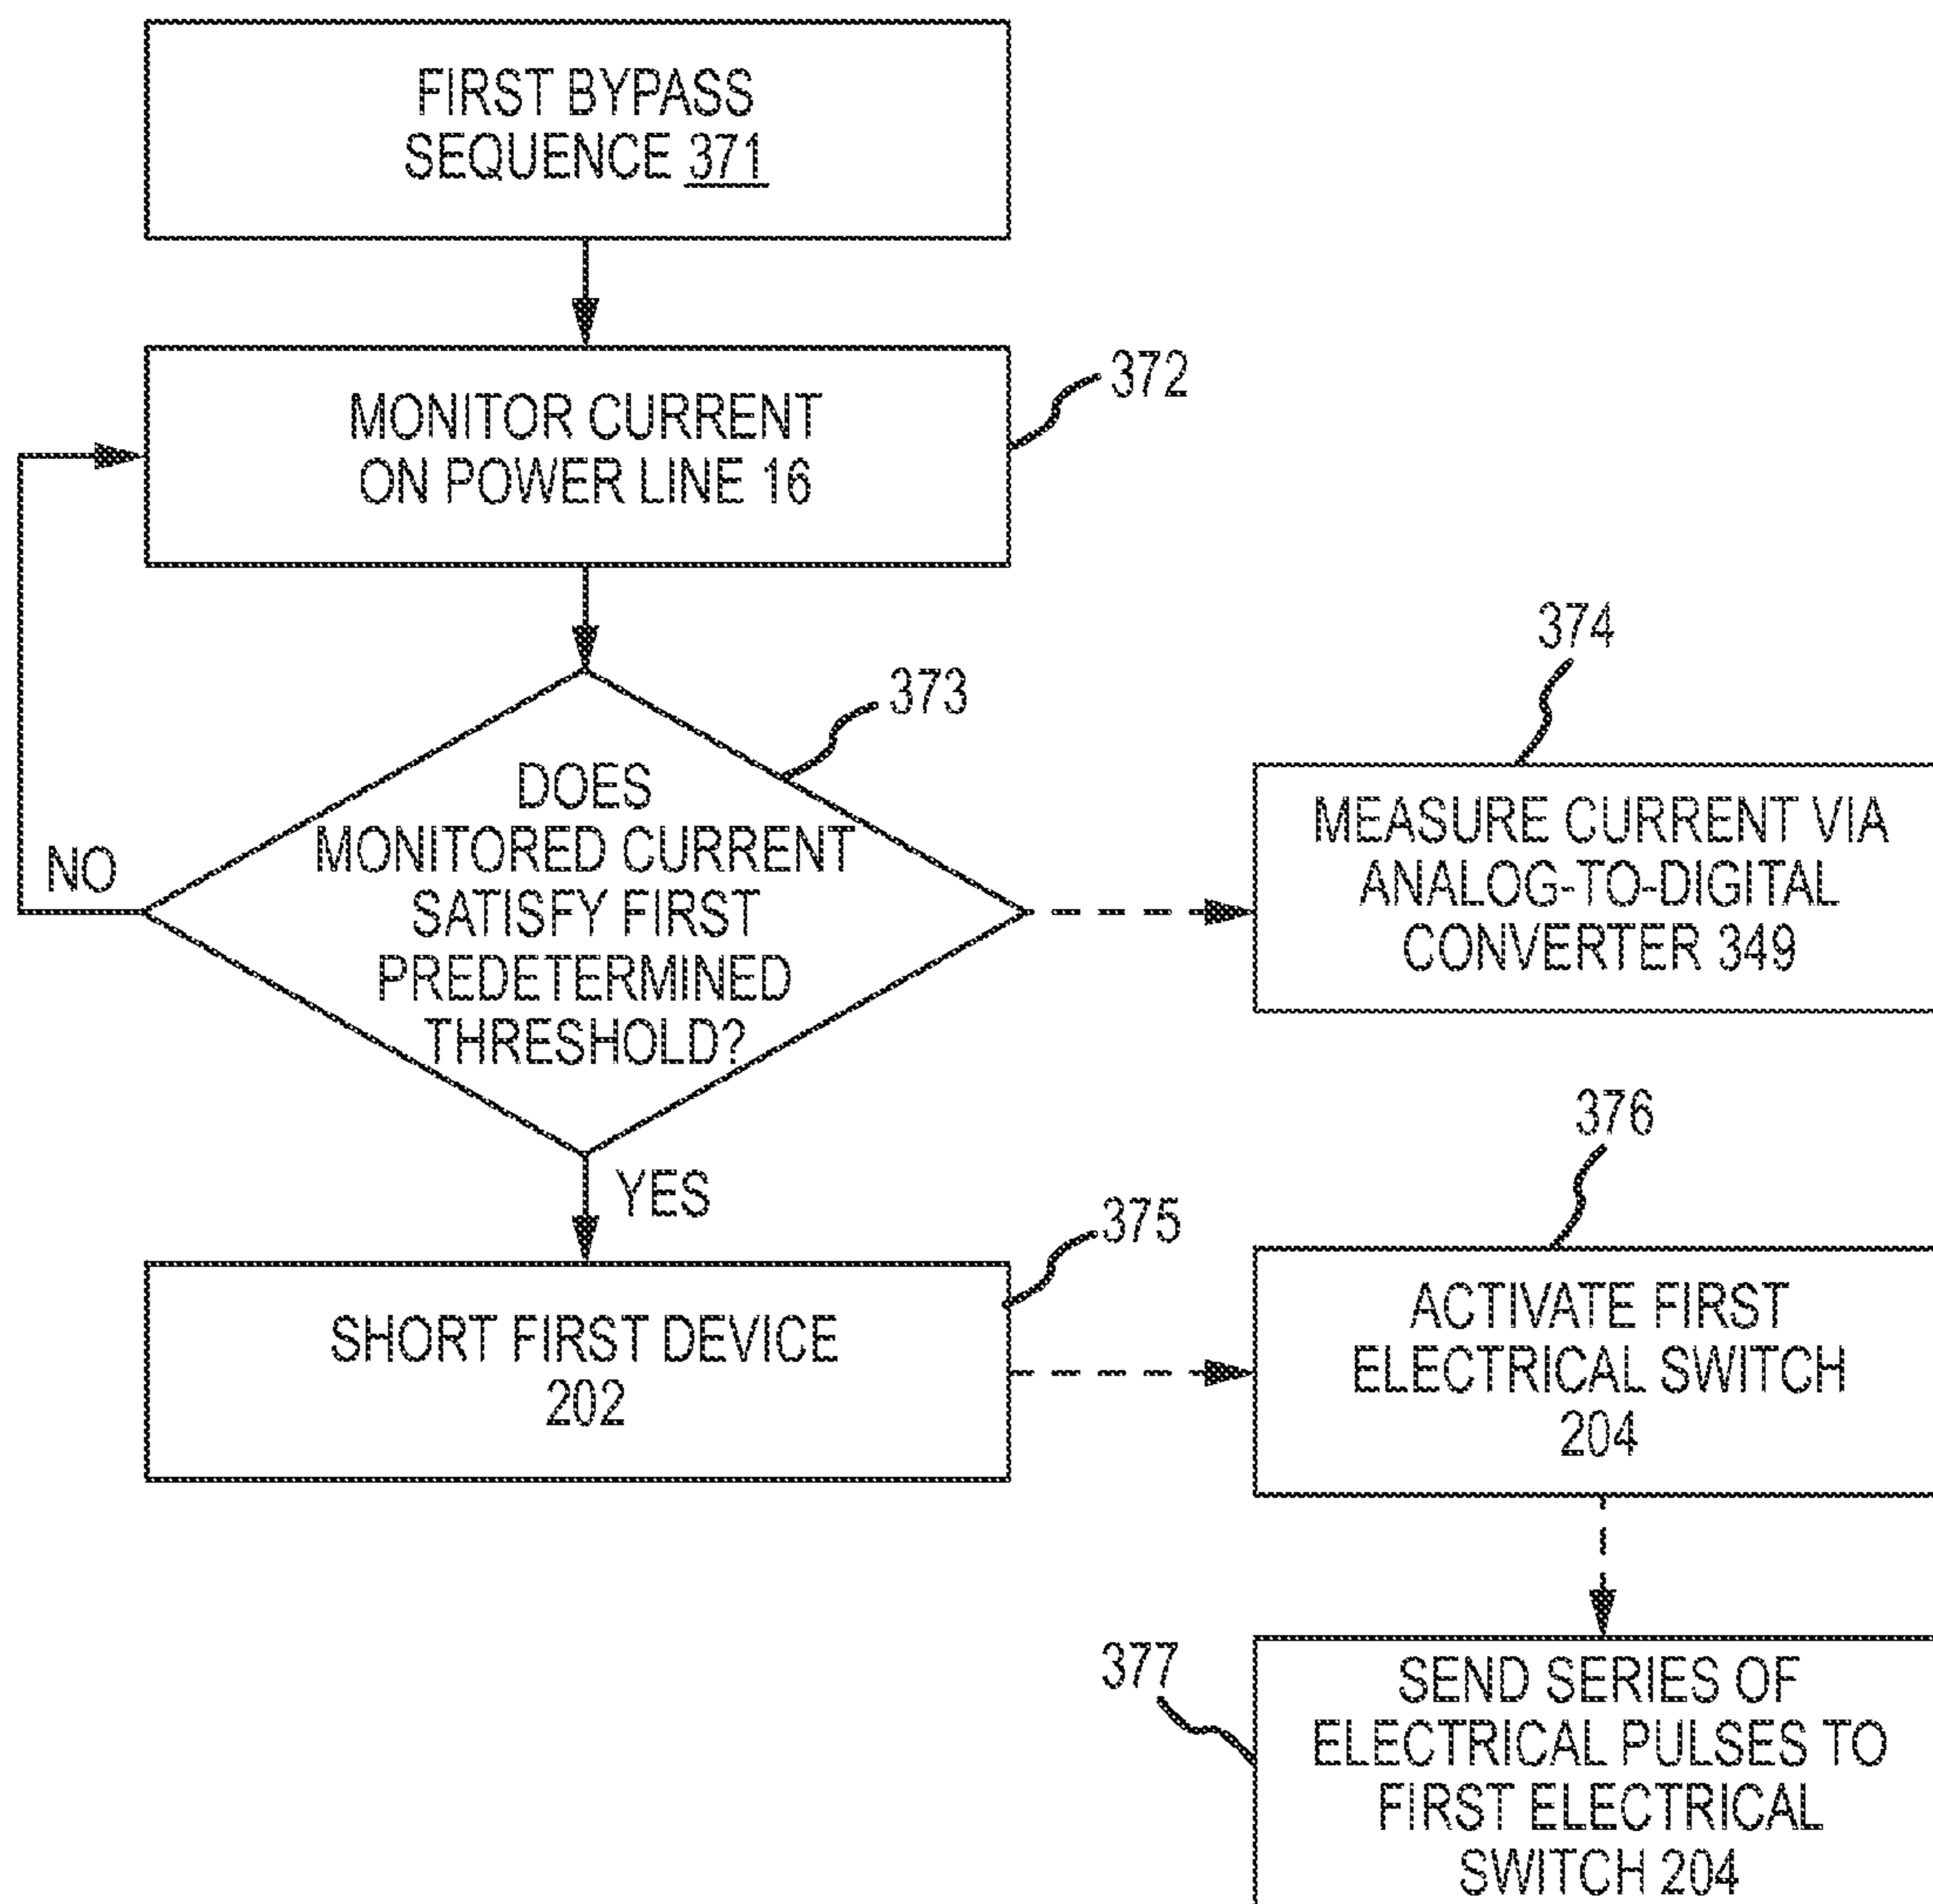 FIRST BYPASS
SEQUENCE 371
372
MONITOR CURRENT
ON POWER LINE 16
373
DOES
MONITORED CURRENT
SATISFY FIRST
PREDETERMINED
THRESHOLD?
NO
374
MEASURE CURRENT VIA
ANALOG-TO-DIGITAL
CONVERTER 349
YES
375
SHORT FIRST DEVICE
202
376
ACTIVATE FIRST
ELECTRICAL SWITCH
204
377
SEND SERIES OF
ELECTRICAL PULSES TO
FIRST ELECTRICAL
SWITCH 204